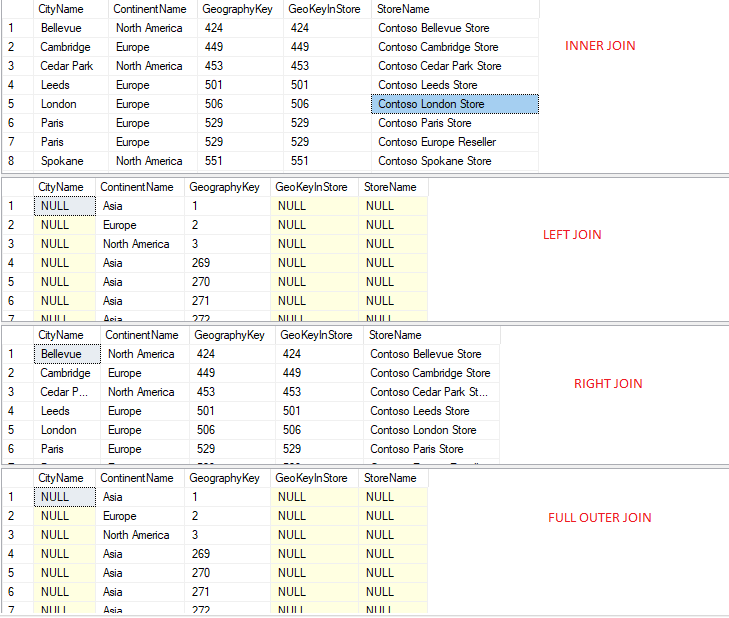 CityName ContinentName GeographyKey GeoKeyInStore StoreName
1 Bellevue North America 424 424 Contoso Bellevue Store
INNER JOIN
2 Cambridge Europe 449 449 Contoso Cambridge Store
3 Cedar Park North America 453 453 Contoso Cedar Park Store
4 Leeds Europe 501 501 Contoso Leeds Store
5 London Europe 506 506 Contoso London Store
6 Paris Europe 529 529 Contoso Paris Store
7 Paris Europe 529 529 Contoso Europe Reseller
8 Spokane North America 551 551 Contoso Spokane Store
CityName ContinentName GeographyKey GeoKeyInStore StoreName
1 NULL Asia 1 NULL NULL
2 NULL Europe 2 NULL NULL
LEFT JOIN
3 NULL North America 3 NULL NULL
4 NULL Asia 269 NULL NULL
5 NULL Asia 270 NULL NULL
6 NULL Asia 271 NULL NULL
7 NULL Asia 272 NULL NULL
CityName ContinentName GeographyKey GeoKeyInStore StoreName
1 Bellevue North America 424 424 Contoso Bellevue Store
2 Cambridge Europe 449 449 Contoso Cambridge Store
RIGHT JOIN
3 Cedar P... North America 453 453 Contoso Cedar Park St...
4 Leeds Europe 501 501 Contoso Leeds Store
5 London Europe 506 506 Contoso London Store
6 Paris Europe 529 529 Contoso Paris Store
CityName ContinentName GeographyKey GeoKeyInStore StoreName
1 NULL Asia 1 NULL NULL
2 NULL Europe 2 NULL NULL
FULL OUTER JOIN
3 NULL North America 3 NULL NULL
4 NULL Asia 269 NULL NULL
5 NULL Asia 270 NULL NULL
6 NULL Asia 271 NULL NULL
7 NULL Asia 272 NULL NULL